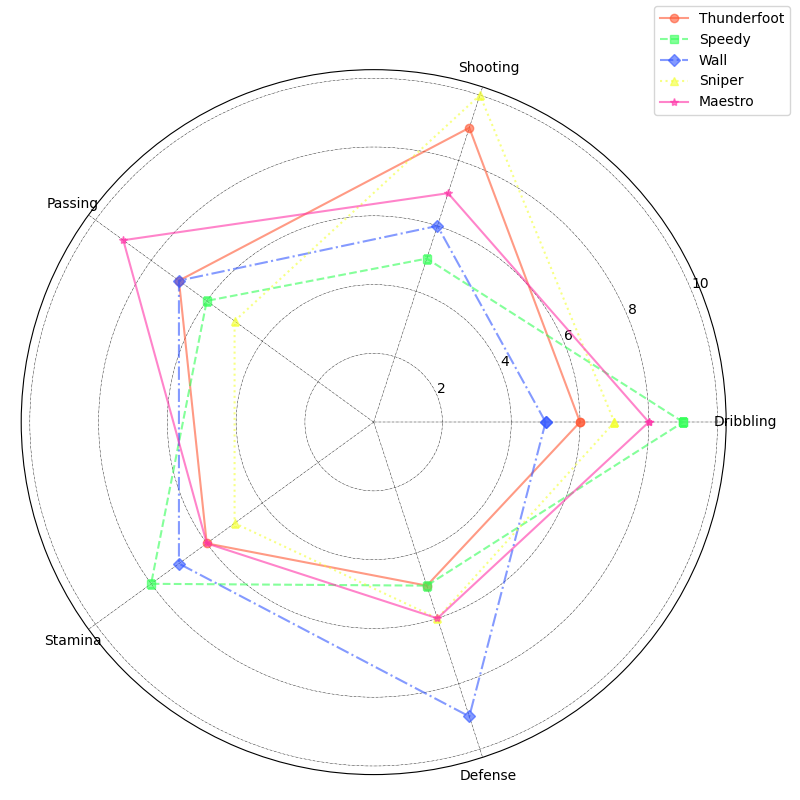 Thunderfoot
Speedy
Wall
Sniper
Maestro
Shooting
Passing
10
8
6
4
2
Dribbling
Stamina
Defense